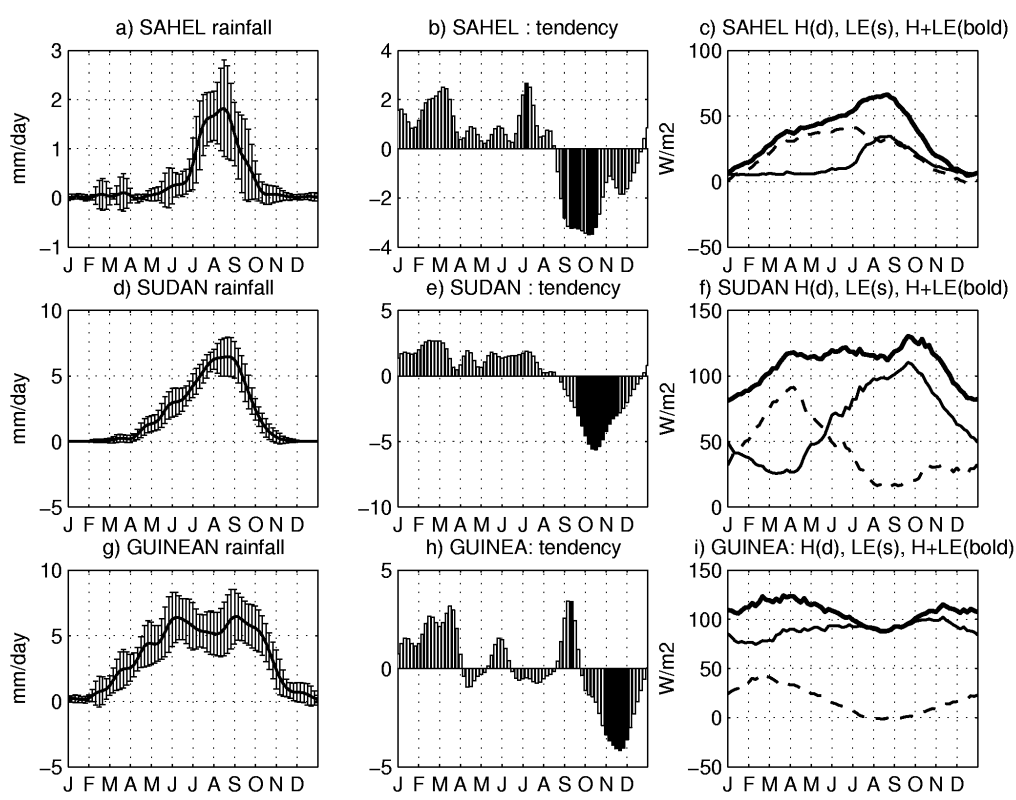 a) SAHEL rainfall
b) SAHEL : tendency
c) SAHEL H(d), LE(s), H+LE(bold)
3
2
1
0
−1
mm/day
J F M A M J J A S O N D
4
2
0
−2
−4
J F M A M J J A S O N D
100
50
0
−50
W/m2
J F M A M J J A S O N D
d) SUDAN rainfall
e) SUDAN : tendency
f) SUDAN H(d), LE(s), H+LE(bold)
10
5
0
−5
mm/day
J F M A M J J A S O N D
5
0
−5
−10
J F M A M J J A S O N D
150
100
50
0
W/m2
J F M A M J J A S O N D
g) GUINEAN rainfall
h) GUINEA: tendency
i) GUINEA: H(d), LE(s), H+LE(bold)
10
5
0
−5
mm/day
J F M A M J J A S O N D
5
0
−5
J F M A M J J A S O N D
150
100
50
0
−50
W/m2
J F M A M J J A S O N D